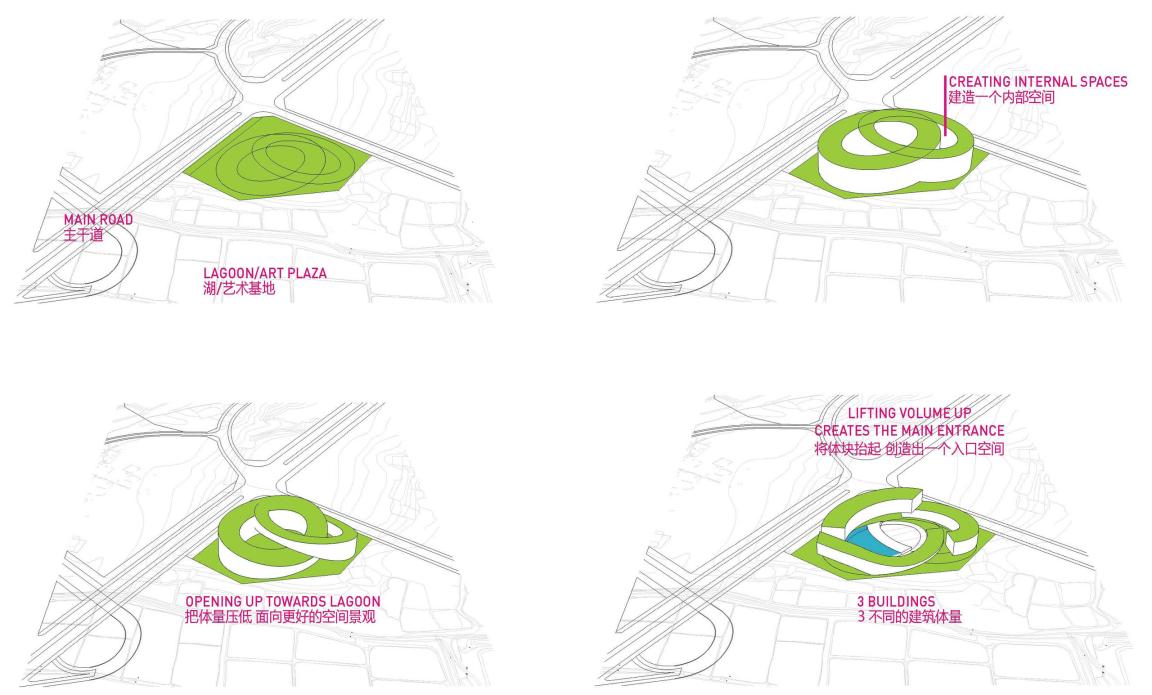 MAIN ROAD
主干道
LAGOON/ART PLAZA
湖/艺术基地
CREATING INTERNAL SPACES
建造一个内部空间
OPENING UP TOWARDS LAGOON
把体量压低 面向更好的空间景观
LIFTING VOLUME UP
CREATES THE MAIN ENTRANCE
将体块抬起 创造出一个入口空间
3 BUILDINGS
3 不同的建筑体量